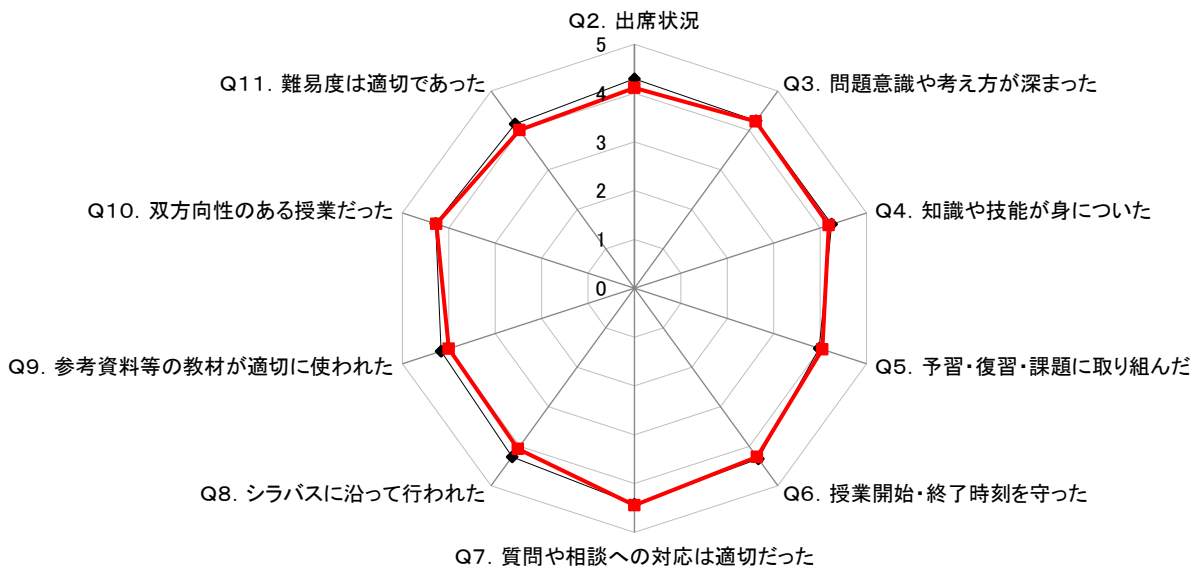 Q2. 出席状況
Q3. 問題意識や考え方が深まった
Q4. 知識や技能が身についた
Q5. 予習・復習・課題に取り組んだ
Q6. 授業開始・終了時刻を守った
Q7. 質問や相談への対応は適切だった
Q8. シラバスに沿って行われた
Q9. 参考資料等の教材が適切に使われた
Q10. 双方向性のある授業だった
Q11. 難易度は適切であった
5
4
3
2
1
0